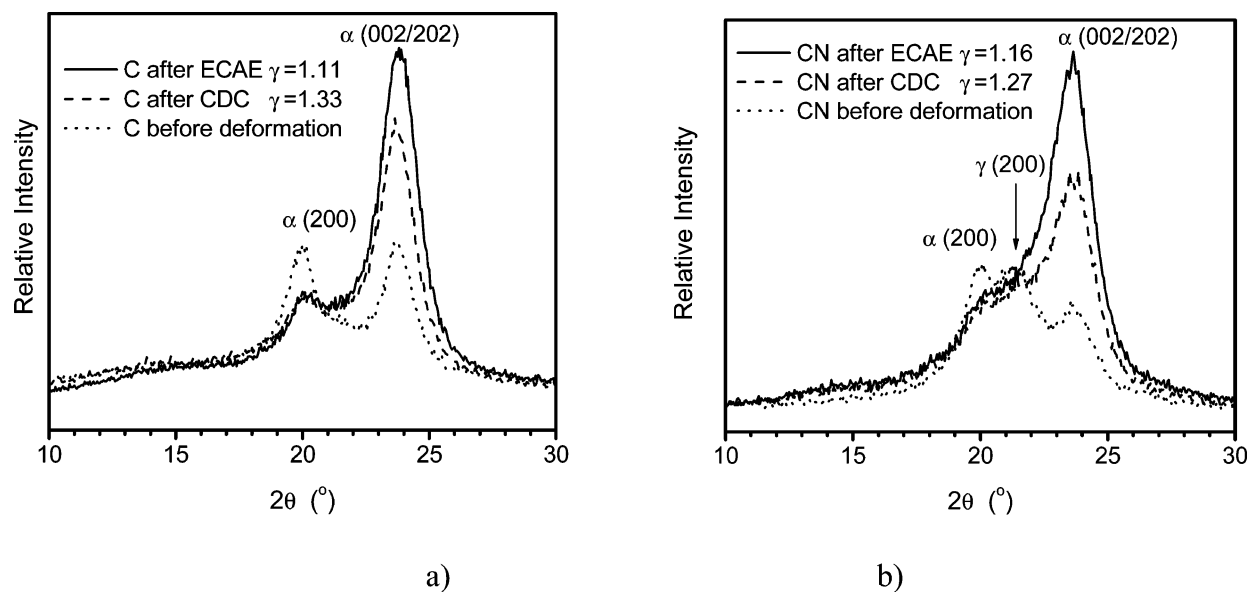 α (002/202)
C after ECAE γ=1.11
C after CDC γ=1.33
C before deformation
α (200)
Relative Intensity
10 15 20 25 30
2θ (°)
a)
α (002/202)
CN after ECAE γ=1.16
CN after CDC γ=1.27
CN before deformation
γ (200)
α (200)
Relative Intensity
10 15 20 25 30
2θ (°)
b)